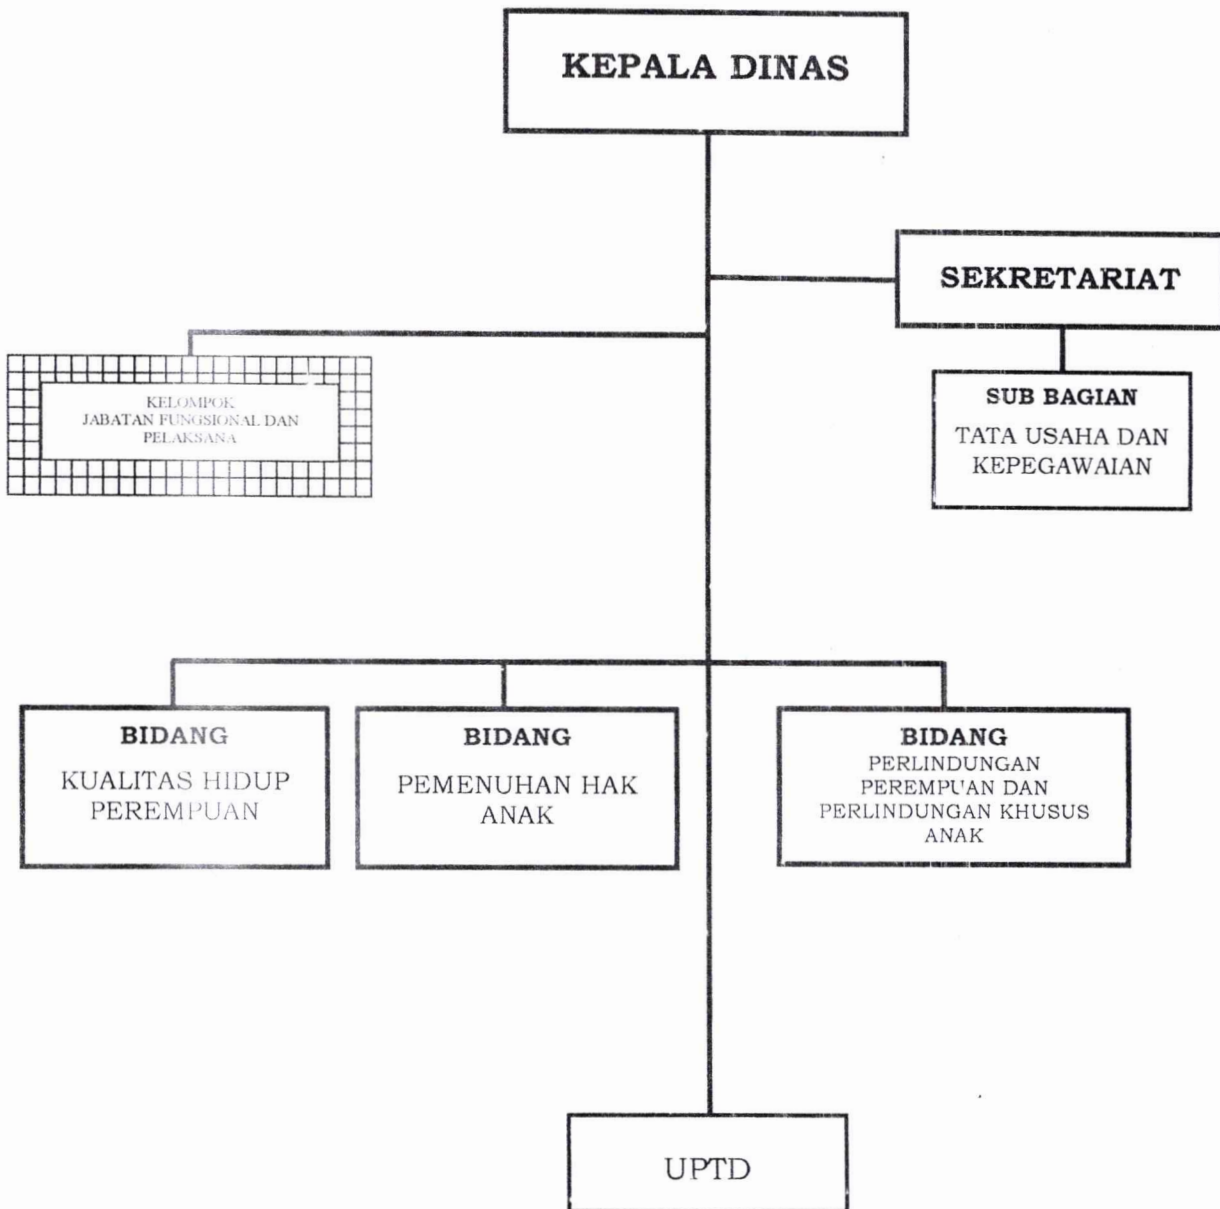 KEPALA DINAS
SEKRETARIAT
SUB BAGIAN
TATA USAHA DAN
KEPEGAWAIAN
KELOMPOK
JABATAN FUNGSIONAL DAN
PELAKSANA
BIDANG
KUALITAS HIDUP
PEREMPUAN
BIDANG
PEMENUHAN HAK
ANAK
BIDANG
PERLINDUNGAN
PEREMPUAN DAN
PERLINDUNGAN KHUSUS
ANAK
UPTD